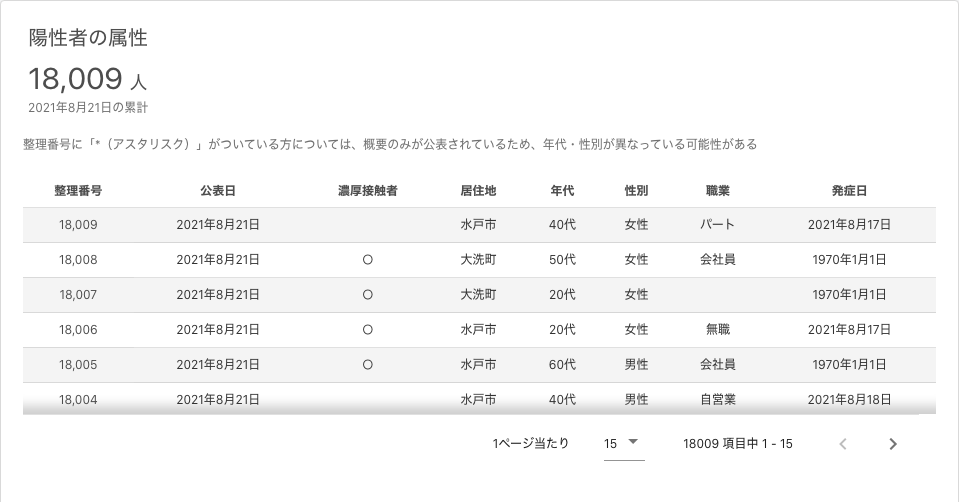 陽性者の属性
18,009 人
2021年8月21日の累計
整理番号に「*（アスタリスク）」がついている方については、概要のみが公表されているため、年代・性別が異なっている可能性がある
整理番号 公表日 濃厚接触者 居住地 年代 性別 職業 発症日
18,009 2021年8月21日 水戸市 40代 女性 パート 2021年8月17日
18,008 2021年8月21日 〇 大洗町 50代 女性 会社員 1970年1月1日
18,007 2021年8月21日 〇 大洗町 20代 女性 1970年1月1日
18,006 2021年8月21日 〇 水戸市 20代 女性 無職 2021年8月17日
18,005 2021年8月21日 〇 水戸市 60代 男性 会社員 1970年1月1日
18,004 2021年8月21日 水戸市 40代 男性 自営業 2021年8月18日
1ページ当たり 15 18009 項目中 1 - 15